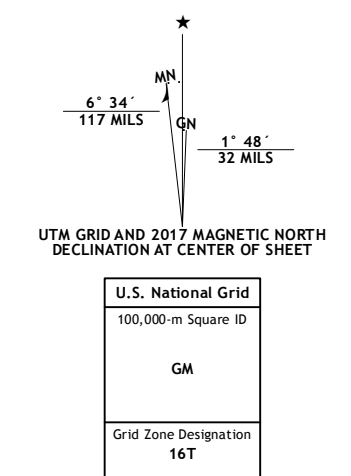 ★
MN
6° 34´
117 MILS
GN
1° 48´
32 MILS
UTM GRID AND 2017 MAGNETIC NORTH
DECLINATION AT CENTER OF SHEET
U.S. National Grid
100,000-m Square ID
GM
Grid Zone Designation
16T